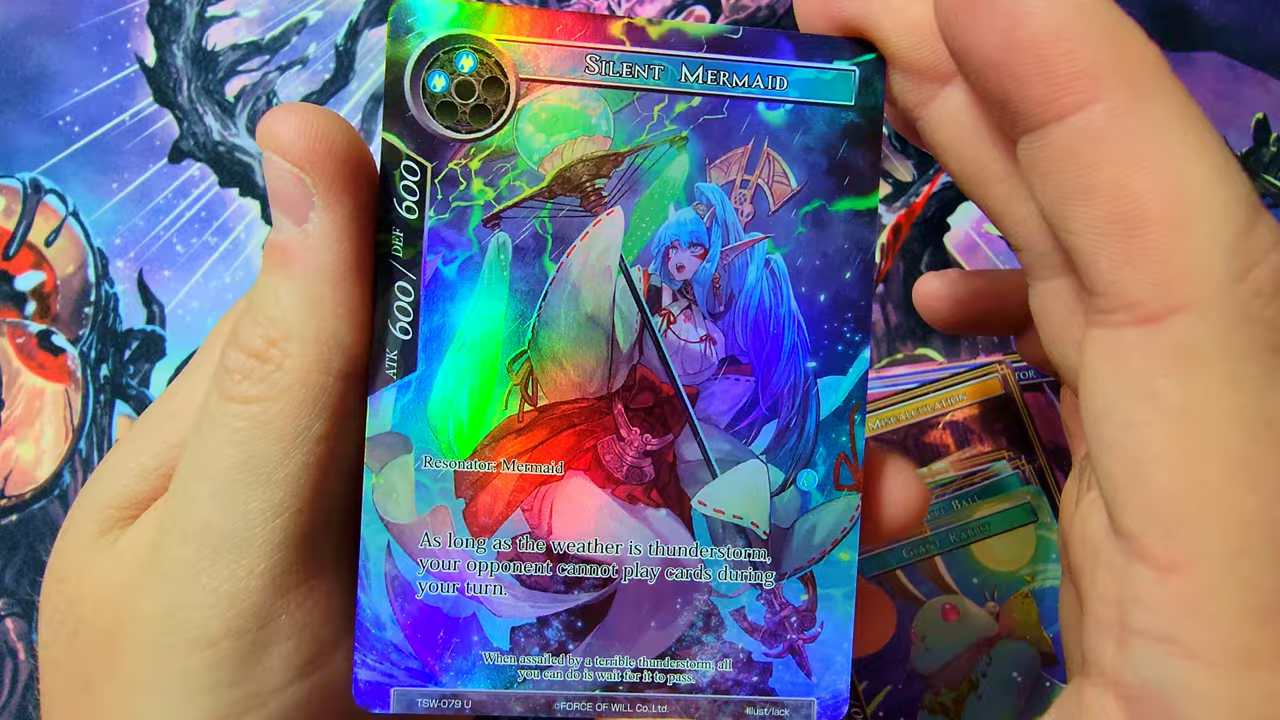 SILENT MERMAID
ATK 600 / DEF 600
Resonator: Mermaid
As long as the weather is thunderstorm,
your opponent cannot play cards during
your turn.
When assailed by a terrible thunderstorm, all
you can do is wait for it to pass.
TSW-079 U
©FORCE OF WILL Co.,Ltd.
Illust/lack
TOR
MISCALCULATION
BALL
GIANT RABBIT